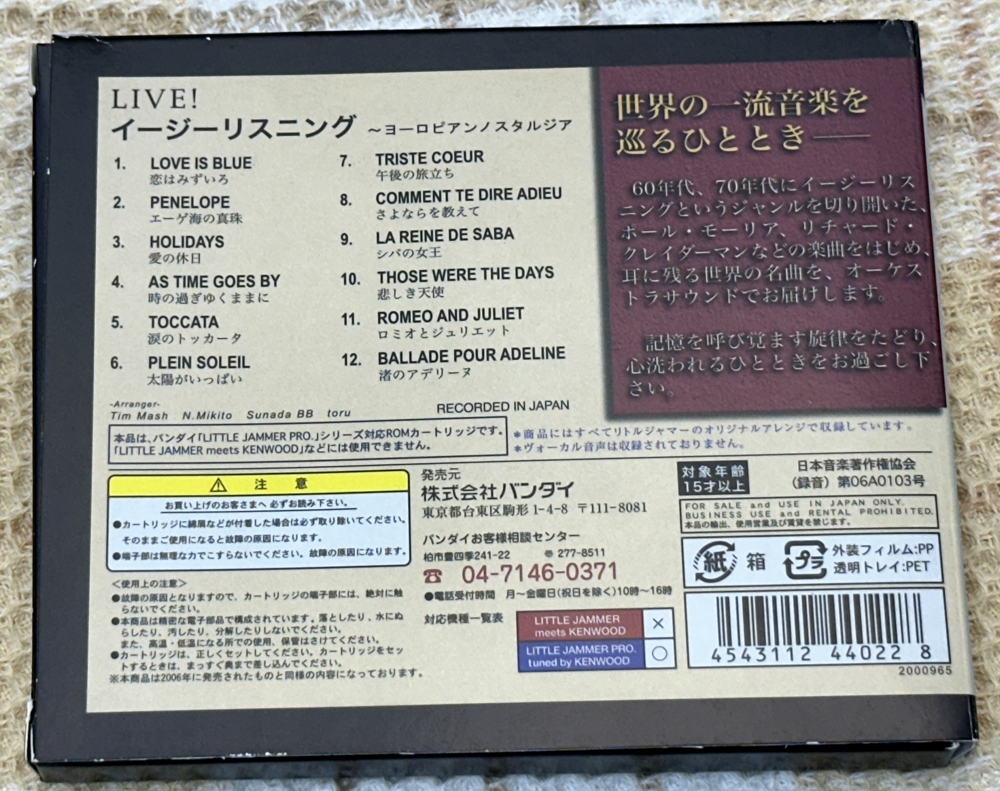 LIVE!
イージーリスニング ～ヨーロピアンノスタルジア
1. LOVE IS BLUE
恋はみずいろ
2. PENELOPE
エーゲ海の真珠
3. HOLIDAYS
愛の休日
4. AS TIME GOES BY
時の過ぎゆくままに
5. TOCCATA
涙のトッカータ
6. PLEIN SOLEIL
太陽がいっぱい
7. TRISTE COEUR
午後の旅立ち
8. COMMENT TE DIRE ADIEU
さよならを教えて
9. LA REINE DE SABA
シバの女王
10. THOSE WERE THE DAYS
悲しき天使
11. ROMEO AND JULIET
ロミオとジュリエット
12. BALLADE POUR ADELINE
渚のアデリーヌ
-Arranger-
Tim Mash N.Mikito Sunada BB toru
RECORDED IN JAPAN
世界の一流音楽を
巡るひととき――
60年代、70年代にイージーリス
ニングというジャンルを切り開いた、
ポール・モーリア、リチャード・
クレイダーマンなどの楽曲をはじめ、
耳に残る世界の名曲を、オーケス
トラサウンドでお届けします。
記憶を呼び覚ます旋律をたどり、
心洗われるひとときをお過ごし下
さい。
本品は、バンダイ「LITTLE JAMMER PRO.」シリーズ対応ROMカートリッジです。
「LITTLE JAMMER meets KENWOOD」などには使用できません。
＊商品にはすべてリトルジャマーのオリジナルアレンジで収録しています。
＊ヴォーカル音声は収録されておりません。
⚠ 注 意
お買い上げのお客さまへ 必ずお読み下さい。
●カートリッジに綿屑などが付着した場合は必ず取り除いてください。
そのままご使用になると故障の原因になります。
●端子部は無理な力でこすらないでください。故障の原因になります。
＜使用上の注意＞
●故障の原因となりますので、カートリッジの端子部には、絶対に触
らないでください。
●本商品は精密な電子部品で構成されています。落としたり、水にぬ
らしたり、汚したり、分解したりしないでください。
また、高温・低温になる所での使用、保管はさけてください。
●カートリッジは、正しくセットしてください。カートリッジをセッ
トするときは、まっすぐ奥まで差し込んでください。
※本商品は2006年に発売されたものと同様の内容になっております。
発売元
株式会社バンダイ
東京都台東区駒形1-4-8 〒111-8081
バンダイお客様相談センター
柏市豊四季241-22 〠 277-8511
☎ 04-7146-0371
●電話受付時間 月～金曜日(祝日を除く)10時～16時
対応機種一覧表
LITTLE JAMMER
meets KENWOOD ×
LITTLE JAMMER PRO.
tuned by KENWOOD ○
対象年齢
15才以上
日本音楽著作権協会
(録音) 第06A0103号
FOR SALE and USE IN JAPAN ONLY.
BUSINESS USE and RENTAL PROHIBITED.
本品の輸出、使用営業及び賃貸を禁じます。
紙 箱
プラ 外装フィルム:PP
透明トレイ:PET
4543112 44022 8
2000965